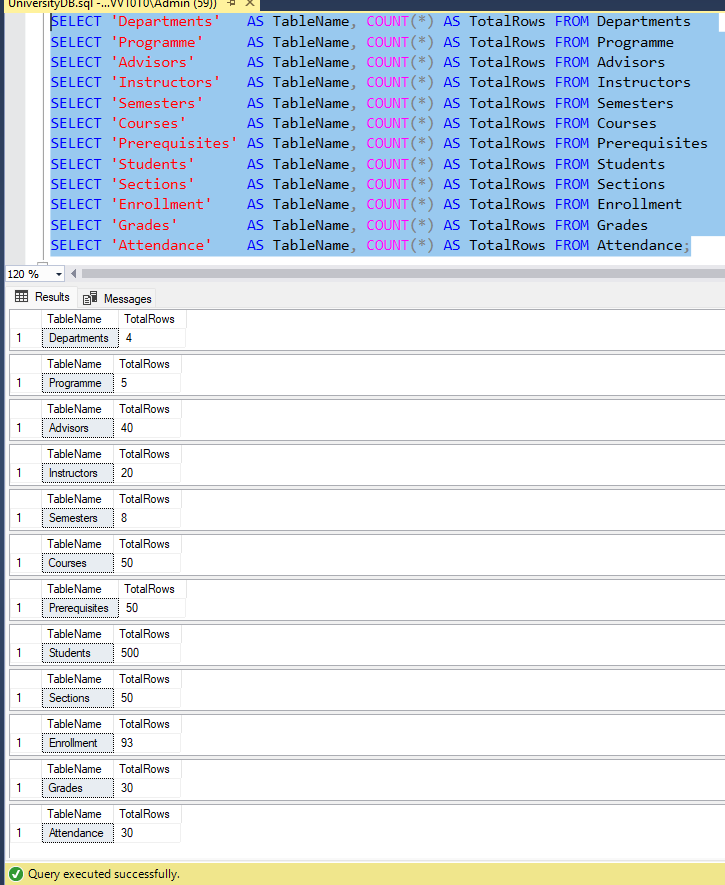 UniversityDB.sql -...VV1010\Admin (59))
SELECT 'Departments' AS TableName, COUNT(*) AS TotalRows FROM Departments
SELECT 'Programme' AS TableName, COUNT(*) AS TotalRows FROM Programme
SELECT 'Advisors' AS TableName, COUNT(*) AS TotalRows FROM Advisors
SELECT 'Instructors' AS TableName, COUNT(*) AS TotalRows FROM Instructors
SELECT 'Semesters' AS TableName, COUNT(*) AS TotalRows FROM Semesters
SELECT 'Courses' AS TableName, COUNT(*) AS TotalRows FROM Courses
SELECT 'Prerequisites' AS TableName, COUNT(*) AS TotalRows FROM Prerequisites
SELECT 'Students' AS TableName, COUNT(*) AS TotalRows FROM Students
SELECT 'Sections' AS TableName, COUNT(*) AS TotalRows FROM Sections
SELECT 'Enrollment' AS TableName, COUNT(*) AS TotalRows FROM Enrollment
SELECT 'Grades' AS TableName, COUNT(*) AS TotalRows FROM Grades
SELECT 'Attendance' AS TableName, COUNT(*) AS TotalRows FROM Attendance;
120 %
Results Messages
TableName TotalRows
1 Departments 4
TableName TotalRows
1 Programme 5
TableName TotalRows
1 Advisors 40
TableName TotalRows
1 Instructors 20
TableName TotalRows
1 Semesters 8
TableName TotalRows
1 Courses 50
TableName TotalRows
1 Prerequisites 50
TableName TotalRows
1 Students 500
TableName TotalRows
1 Sections 50
TableName TotalRows
1 Enrollment 93
TableName TotalRows
1 Grades 30
TableName TotalRows
1 Attendance 30
Query executed successfully.